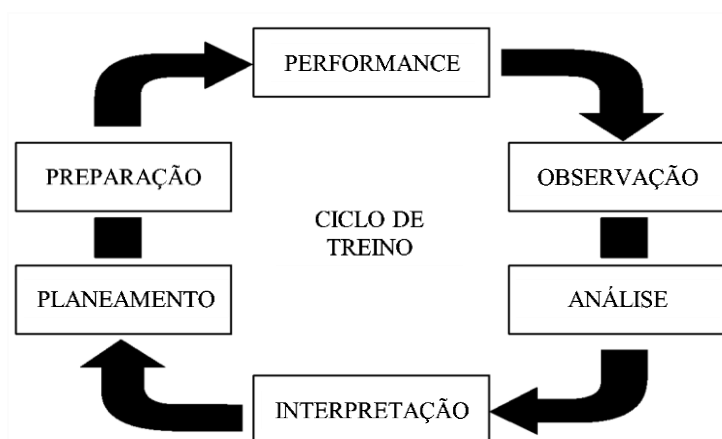 PERFORMANCE
PREPARAÇÃO
OBSERVAÇÃO
CICLO DE
TREINO
PLANEAMENTO
ANÁLISE
INTERPRETAÇÃO